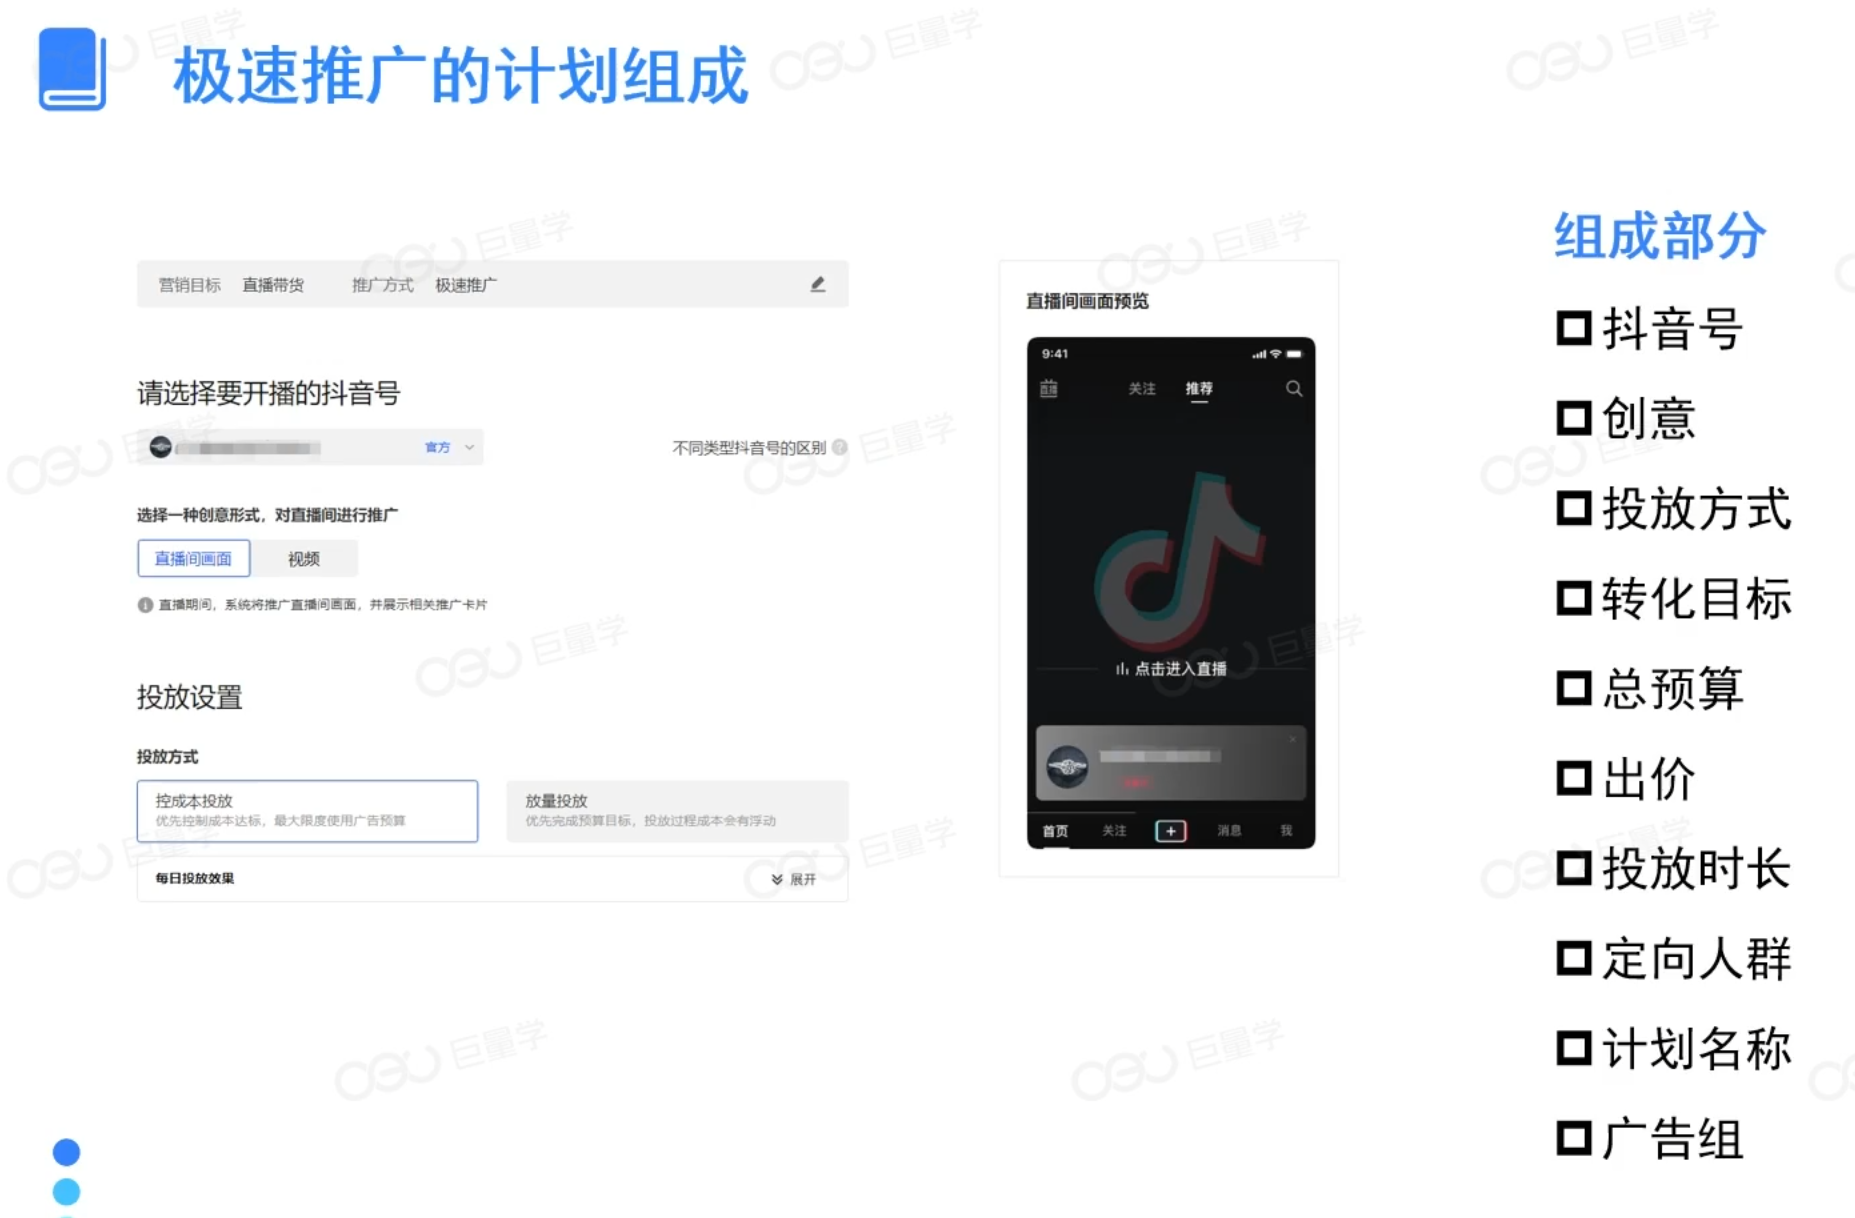 极速推广的计划组成
营销目标 直播带货 推广方式 极速推广
请选择要开播的抖音号
官方
不同类型抖音号的区别
选择一种创意形式，对直播间进行推广
直播间画面 视频
直播期间，系统将推广直播间画面，并展示相关推广卡片
投放设置
投放方式
控成本投放
优先控制成本达标，最大限度使用广告预算
放量投放
优先完成预算目标，投放过程成本会有浮动
每日投放效果 展开
直播间画面预览
9:41
直播 关注 推荐
点击进入直播
首页 关注 + 消息 我
组成部分
抖音号
创意
投放方式
转化目标
总预算
出价
投放时长
定向人群
计划名称
广告组
巨量学